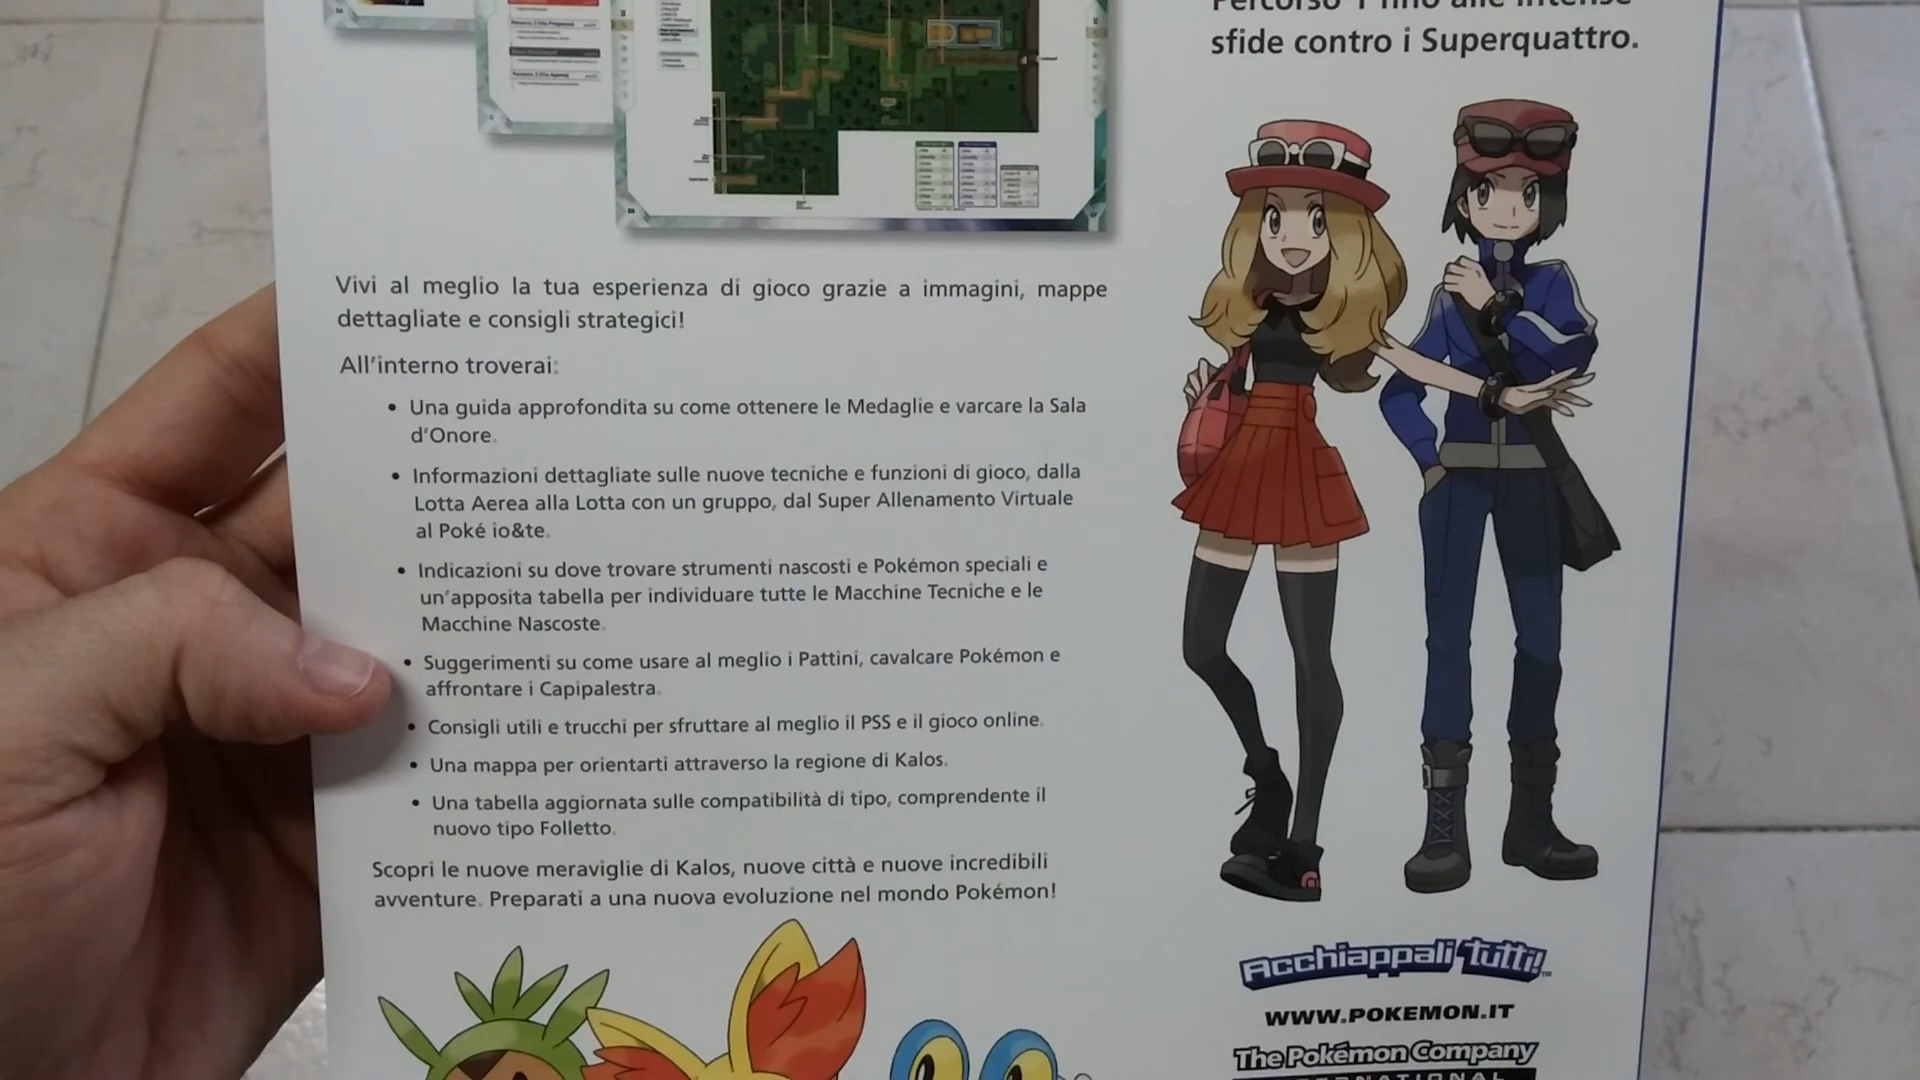 sfide contro i Superquattro.
Vivi al meglio la tua esperienza di gioco grazie a immagini, mappe
dettagliate e consigli strategici!
All'interno troverai:
• Una guida approfondita su come ottenere le Medaglie e varcare la Sala
d'Onore.
• Informazioni dettagliate sulle nuove tecniche e funzioni di gioco, dalla
Lotta Aerea alla Lotta con un gruppo, dal Super Allenamento Virtuale
al Poké io&te.
• Indicazioni su dove trovare strumenti nascosti e Pokémon speciali e
un'apposita tabella per individuare tutte le Macchine Tecniche e le
Macchine Nascoste.
• Suggerimenti su come usare al meglio i Pattini, cavalcare Pokémon e
affrontare i Capipalestra.
• Consigli utili e trucchi per sfruttare al meglio il PSS e il gioco online.
• Una mappa per orientarti attraverso la regione di Kalos.
• Una tabella aggiornata sulle compatibilità di tipo, comprendente il
nuovo tipo Folletto.
Scopri le nuove meraviglie di Kalos, nuove città e nuove incredibili
avventure. Preparati a una nuova evoluzione nel mondo Pokémon!
Acchiappali tutti!™
WWW.POKEMON.IT
The Pokémon Company